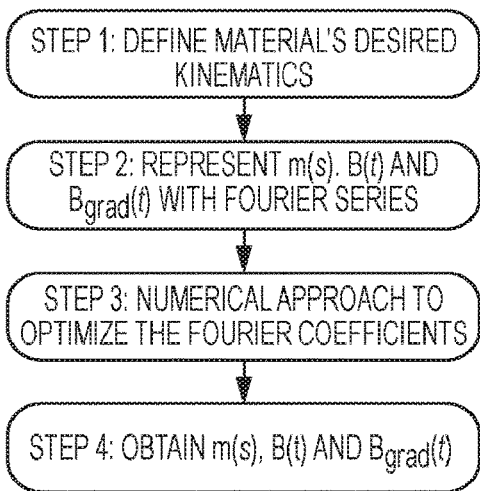 STEP 1: DEFINE MATERIAL'S DESIRED
KINEMATICS
STEP 2: REPRESENT m(s). B(t) AND
Bgrad(t) WITH FOURIER SERIES
STEP 3: NUMERICAL APPROACH TO
OPTIMIZE THE FOURIER COEFFICIENTS
STEP 4: OBTAIN m(s), B(t) AND Bgrad(t)